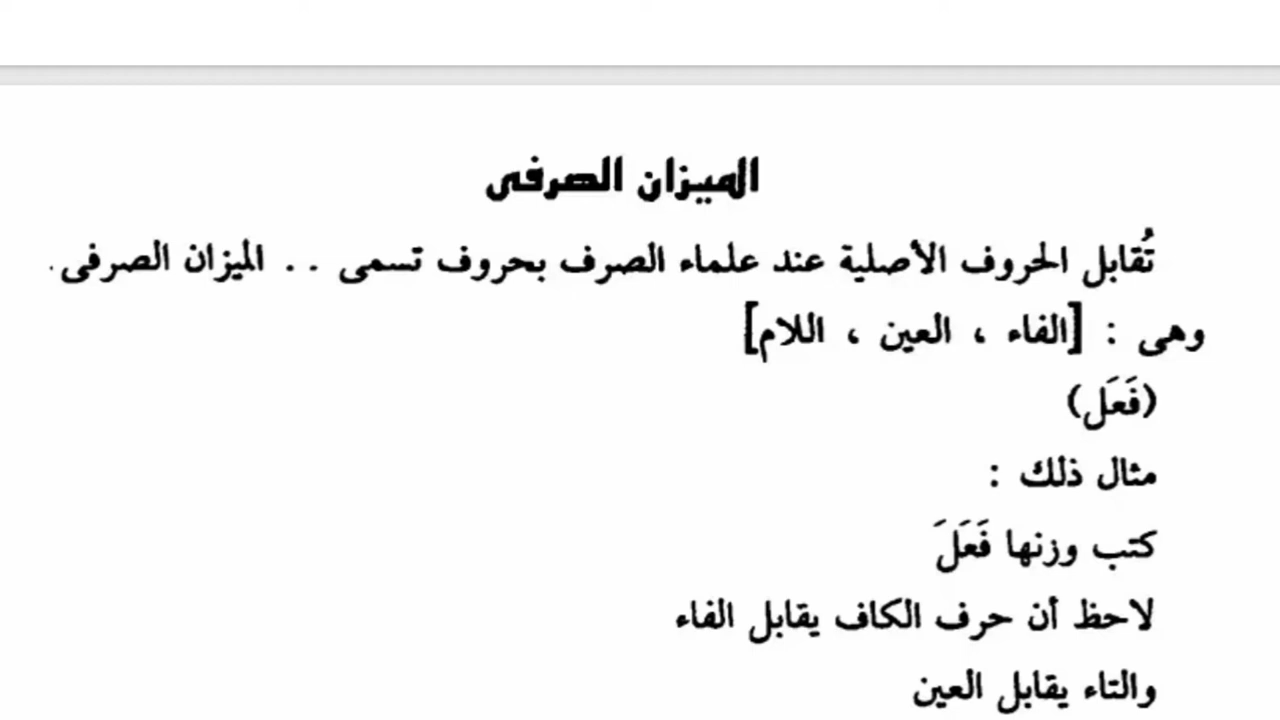 الميزان الصرفى
تُقابل الحروف الأصلية عند علماء الصرف بحروف تسمى . . الميزان الصرفى .
وهى : [الفاء ، العين ، اللام]
(فَعَل)
مثال ذلك :
كتب وزنها فَعَلَ
لاحظ أن حرف الكاف يقابل الفاء
والتاء يقابل العين